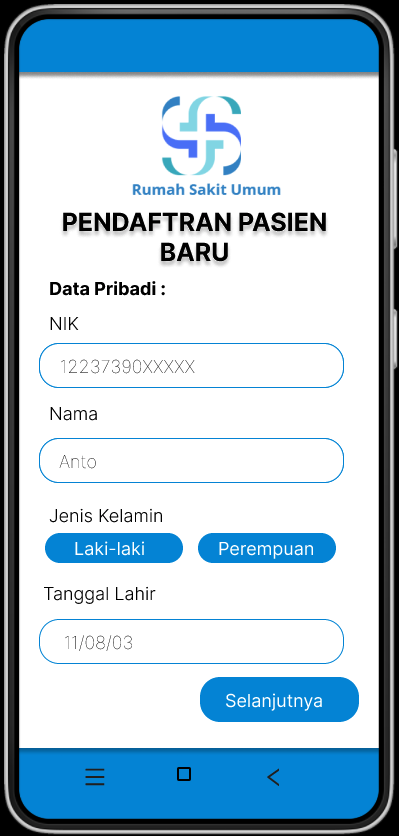 Rumah Sakit Umum
PENDAFTRAN PASIEN
BARU
Data Pribadi :
NIK
12237390XXXXX
Nama
Anto
Jenis Kelamin
Laki-laki Perempuan
Tanggal Lahir
11/08/03
Selanjutnya